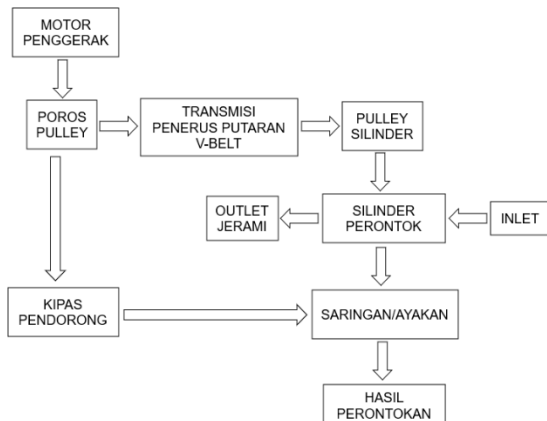 MOTOR
PENGGERAK
POROS
PULLEY
TRANSMISI
PENERUS PUTARAN
V-BELT
PULLEY
SILINDER
OUTLET
JERAMI
SILINDER
PERONTOK
INLET
KIPAS
PENDORONG
SARINGAN/AYAKAN
HASIL
PERONTOKAN